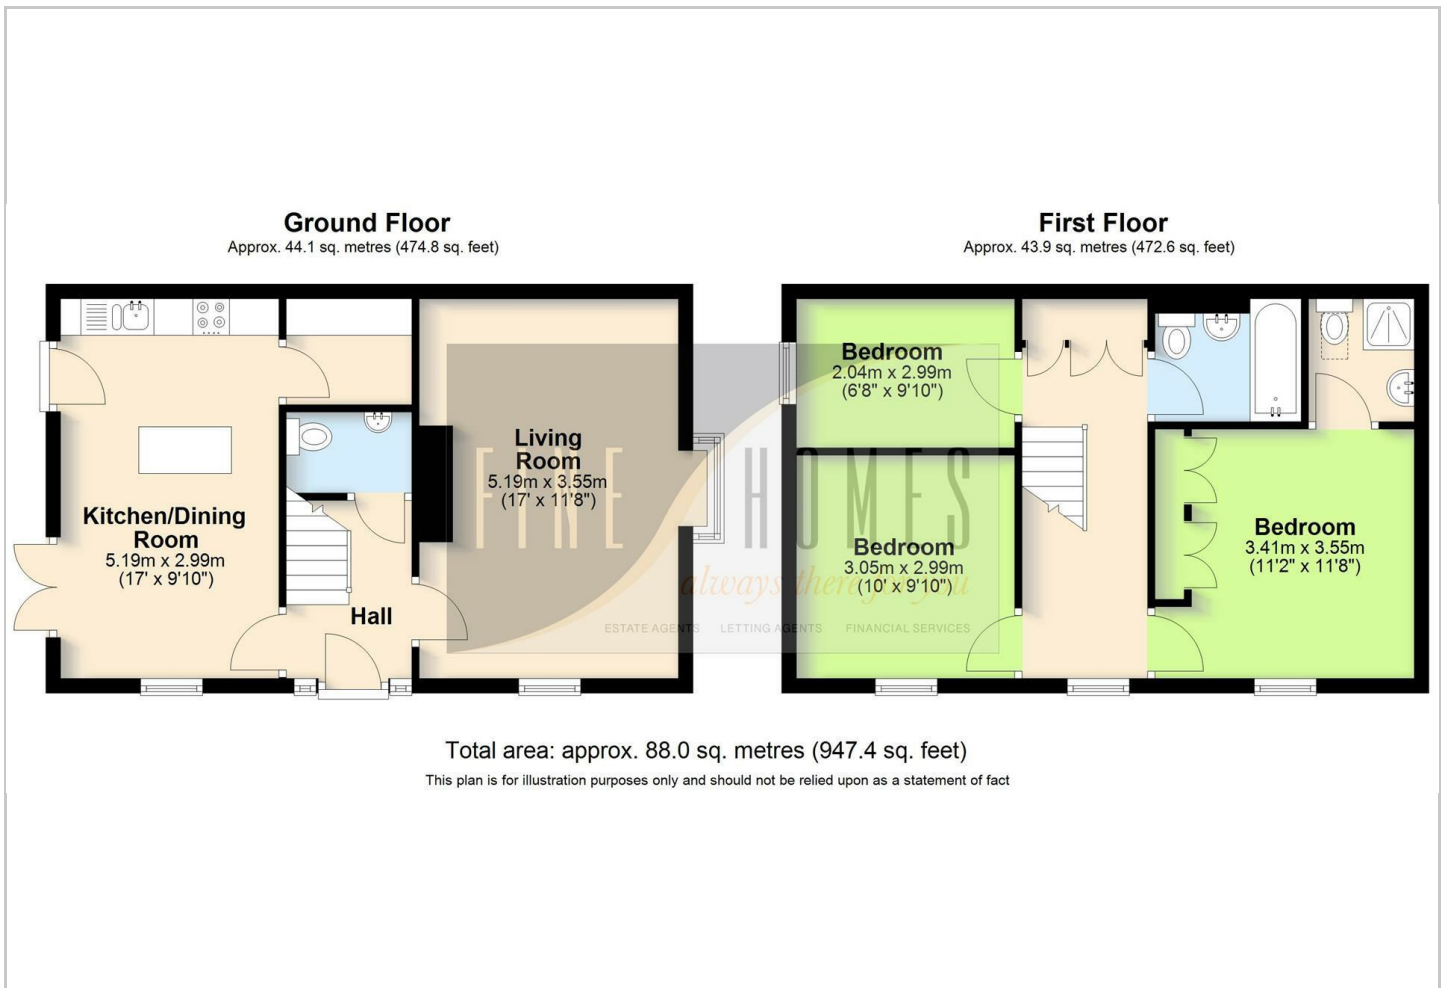 Ground Floor
Approx. 44.1 sq. metres (474.8 sq. feet)
First Floor
Approx. 43.9 sq. metres (472.6 sq. feet)
Kitchen/Dining
Room
5.19m x 2.99m
(17' x 9'10")
Hall
Living
Room
5.19m x 3.55m
(17' x 11'8")
Bedroom
2.04m x 2.99m
(6'8" x 9'10")
Bedroom
3.05m x 2.99m
(10' x 9'10")
Bedroom
3.41m x 3.55m
(11'2" x 11'8")
FINE HOMES
always there for you
ESTATE AGENTS LETTING AGENTS FINANCIAL SERVICES
Total area: approx. 88.0 sq. metres (947.4 sq. feet)
This plan is for illustration purposes only and should not be relied upon as a statement of fact